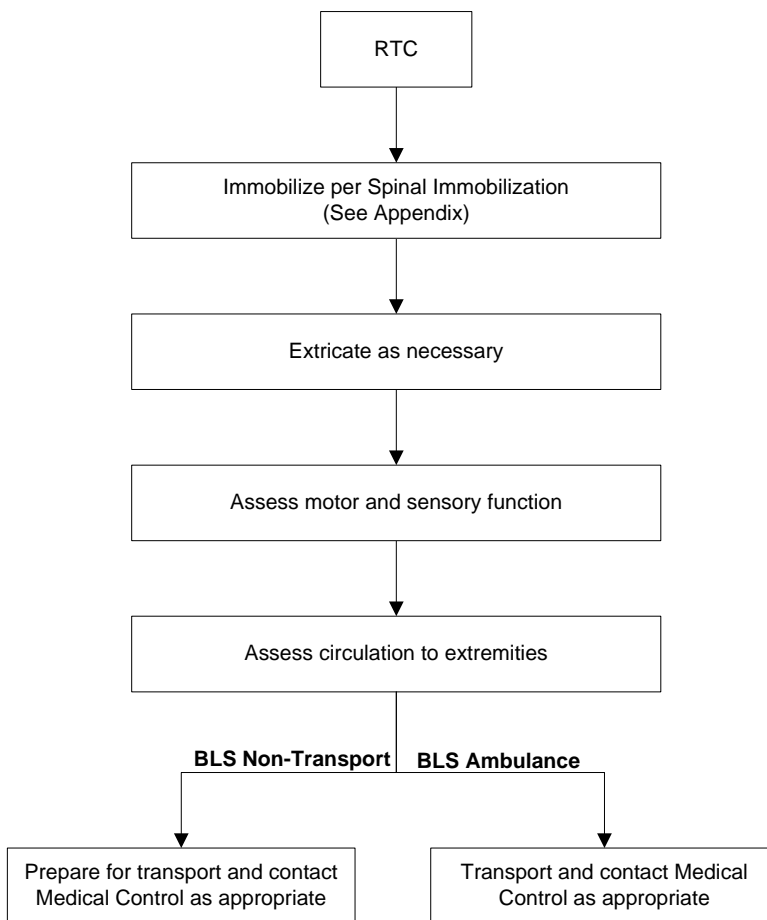 RTC
Immobilize per Spinal Immobilization
(See Appendix)
Extricate as necessary
Assess motor and sensory function
Assess circulation to extremities
BLS Non-Transport
BLS Ambulance
Prepare for transport and contact
Medical Control as appropriate
Transport and contact Medical
Control as appropriate